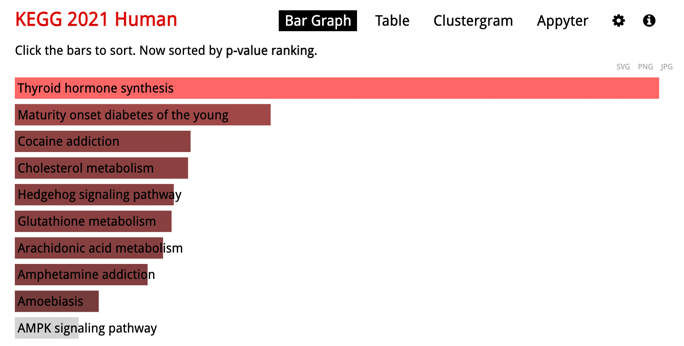 KEGG 2021 Human
Bar Graph Table Clustergram Appyter
Click the bars to sort. Now sorted by p-value ranking.
SVG PNG JPG
Thyroid hormone synthesis
Maturity onset diabetes of the young
Cocaine addiction
Cholesterol metabolism
Hedgehog signaling pathway
Glutathione metabolism
Arachidonic acid metabolism
Amphetamine addiction
Amoebiasis
AMPK signaling pathway